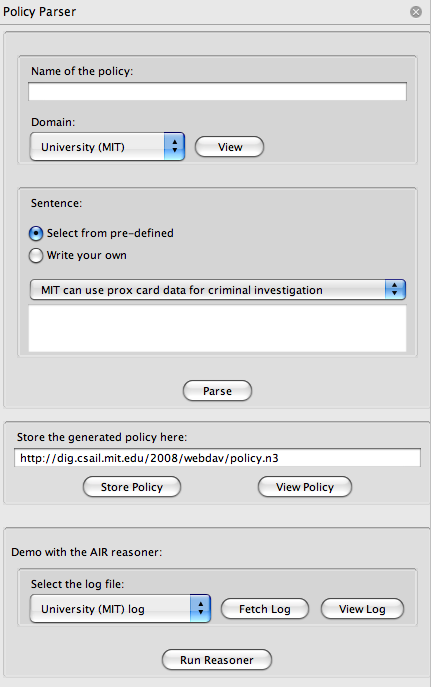 Policy Parser
Name of the policy:
Domain:
University (MIT)
View
Sentence:
Select from pre-defined
Write your own
MIT can use prox card data for criminal investigation
Parse
Store the generated policy here:
http://dig.csail.mit.edu/2008/webdav/policy.n3
Store Policy
View Policy
Demo with the AIR reasoner:
Select the log file:
University (MIT) log
Fetch Log
View Log
Run Reasoner